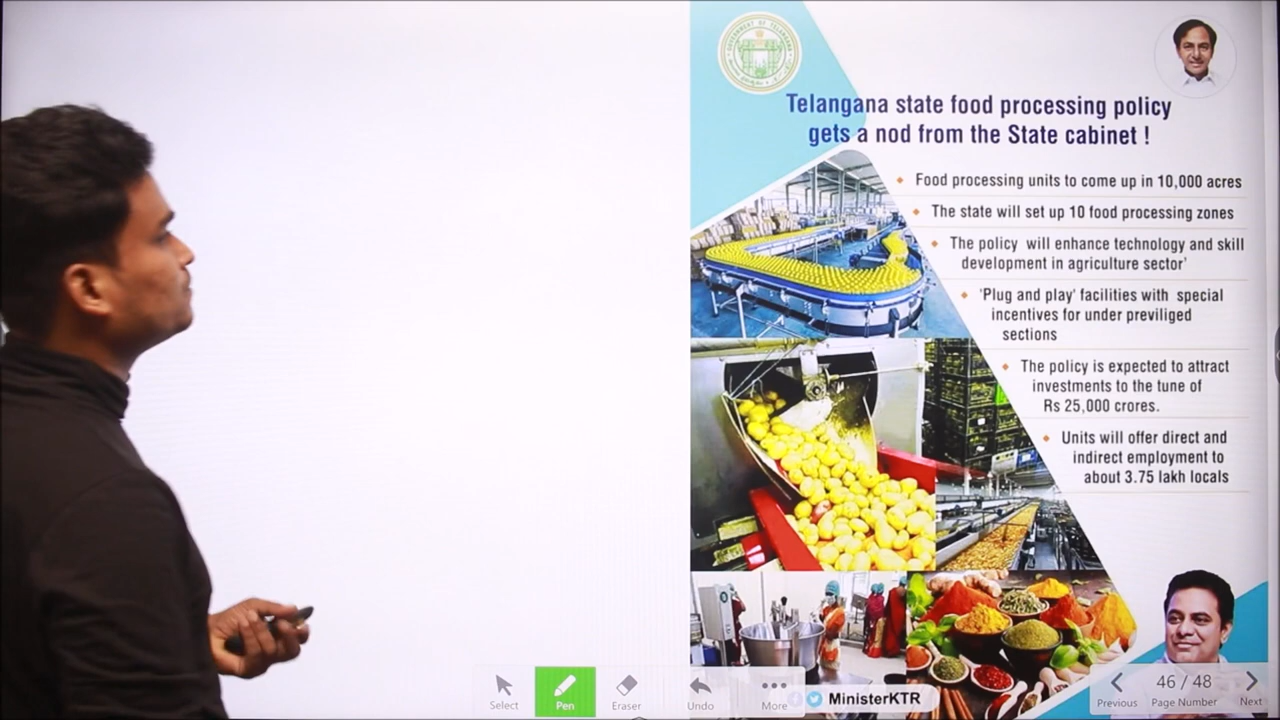 GOVERNMENT OF TELANGANA
Telangana state food processing policy
gets a nod from the State cabinet !
Food processing units to come up in 10,000 acres
The state will set up 10 food processing zones
The policy will enhance technology and skill
development in agriculture sector'
'Plug and play' facilities with special
incentives for under previliged
sections
The policy is expected to attract
investments to the tune of
Rs 25,000 crores.
Units will offer direct and
indirect employment to
about 3.75 lakh locals
MinisterKTR
Select
Pen
Eraser
Undo
More
Previous
46 / 48
Page Number
Next